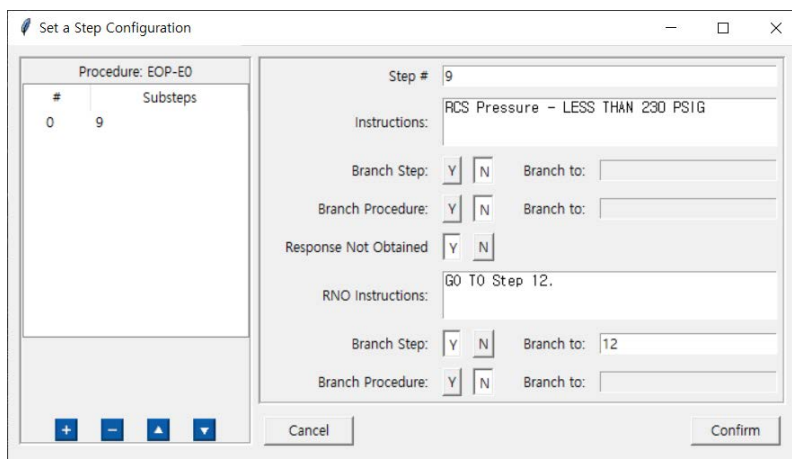 Set a Step Configuration
Procedure: EOP-E0
# Substeps
0 9
Step # 9
Instructions: RCS Pressure - LESS THAN 230 PSIG
Branch Step: Y N Branch to:
Branch Procedure: Y N Branch to:
Response Not Obtained Y N
RNO Instructions: GO TO Step 12.
Branch Step: Y N Branch to: 12
Branch Procedure: Y N Branch to:
Cancel Confirm